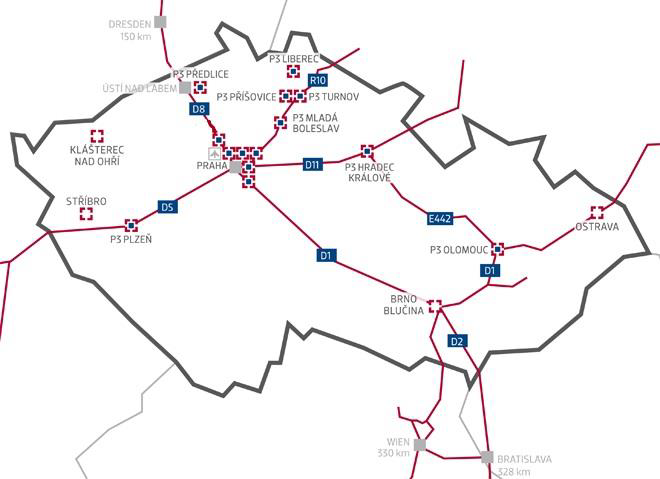 DRESDEN
150 km
P3 LIBEREC
P3 PŘEDLICE
R10
ÚSTÍ NAD LABEM
P3 PŘÍŠOVICE
P3 TURNOV
D8
P3 MLADÁ
BOLESLAV
KLÁŠTEREC
NAD OHŘÍ
PRAHA
D11
P3 HRADEC
KRÁLOVÉ
STŘÍBRO
D5
E442
OSTRAVA
P3 PLZEŇ
P3 OLOMOUC
D1
D1
BRNO
BLUČINA
D2
WIEN
330 km
BRATISLAVA
328 km